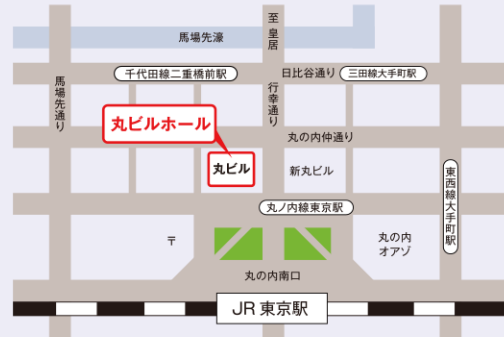 馬場先濠
至皇居
千代田線二重橋前駅
日比谷通り
三田線大手町駅
馬場先通り
行幸通り
丸ビルホール
丸の内仲通り
丸ビル
新丸ビル
東西線大手町駅
丸ノ内線東京駅
〒
丸の内
オアゾ
丸の内南口
JR 東京駅